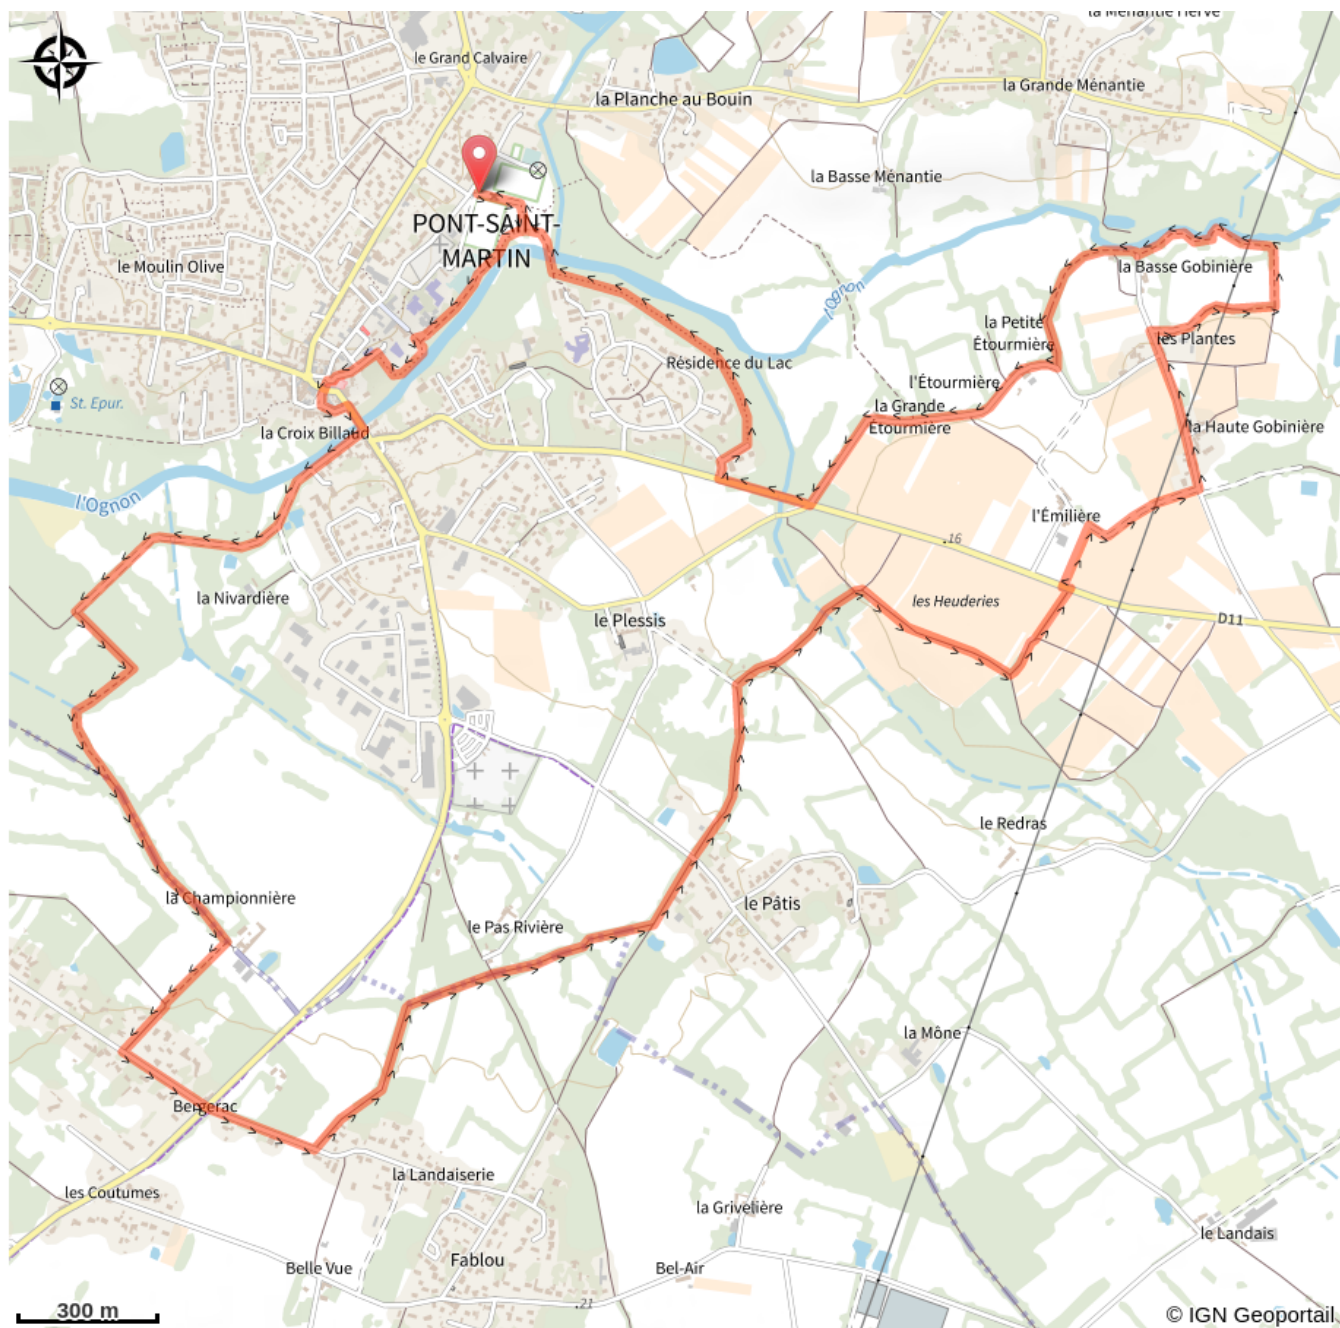 la Ménantie Hervé
le Grand Calvaire
la Grande Ménantie
la Planche au Bouin
la Basse Ménantie
PONT-SAINT-
MARTIN
le Moulin Olive
la Basse Gobinière
l'Ognon
la Petite
Étourmière
les Plantes
Résidence du Lac
l'Étourmière
St. Epur.
la Grande
Étourmière
la Croix Billaud
la Haute Gobinière
l'Ognon
l'Émilière
.16
la Nivardière
les Heuderies
le Plessis
D11
le Redras
la Championnière
le Pâtis
le Pas Rivière
la Mône
Bergerac
la Landaiserie
les Coutumes
la Grivelière
le Landais
Fablou
Belle Vue
Bel-Air
.21
300 m
© IGN Geoportail